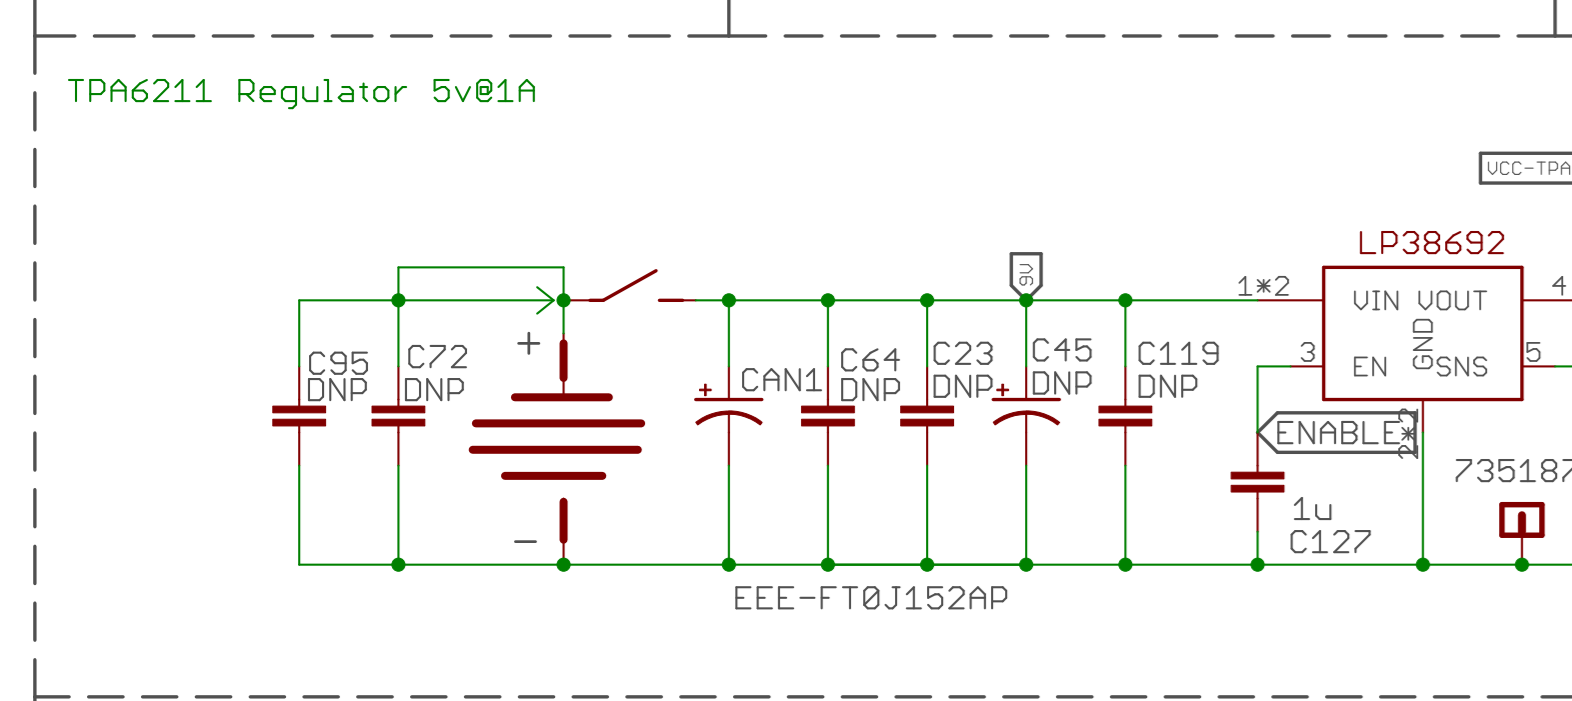 TPA6211 Regulator 5v@1A
VCC-TPA
LP38692
9V
1*2
VIN VOUT
4
GND
3
EN
SNS
5
+
C95
DNP
C72
DNP
CAN1
+
C64
DNP
C23
DNP
+
C45
DNP
C119
DNP
ENABLE
2*2
735187
1u
C127
-
EEE-FT0J152AP